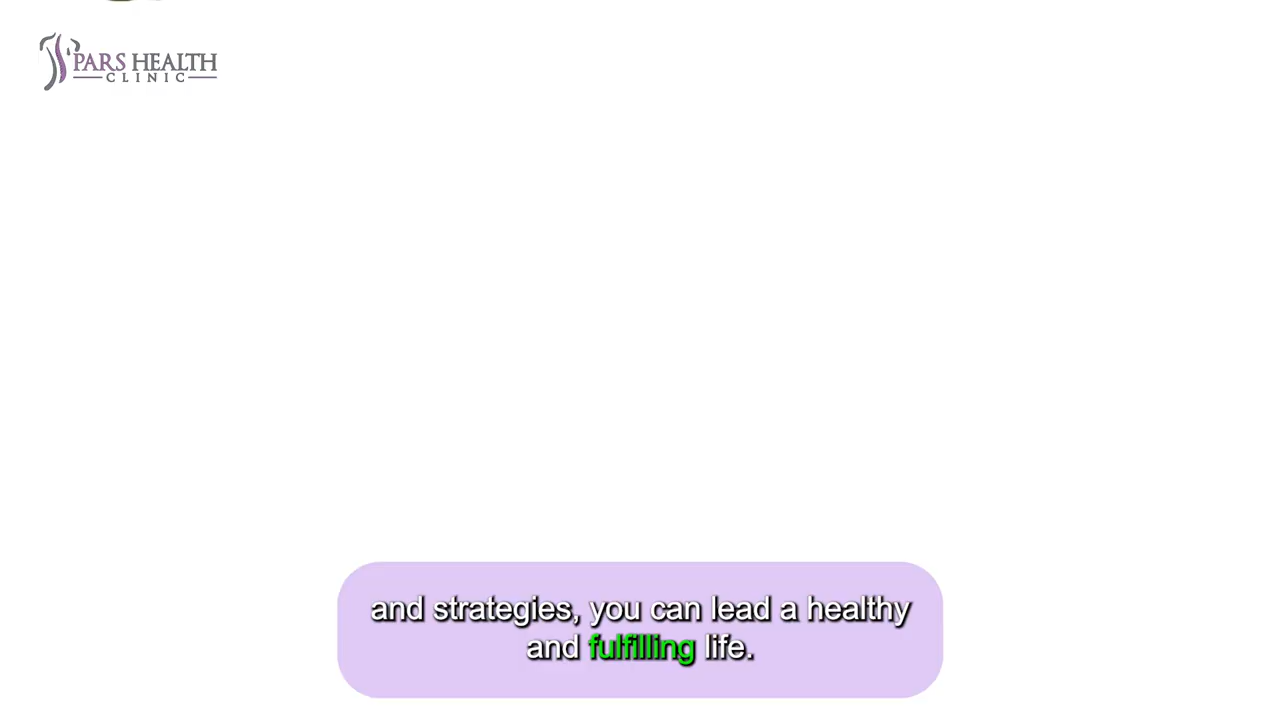 PARS HEALTH
CLINIC
and strategies, you can lead a healthy
and fulfilling life.